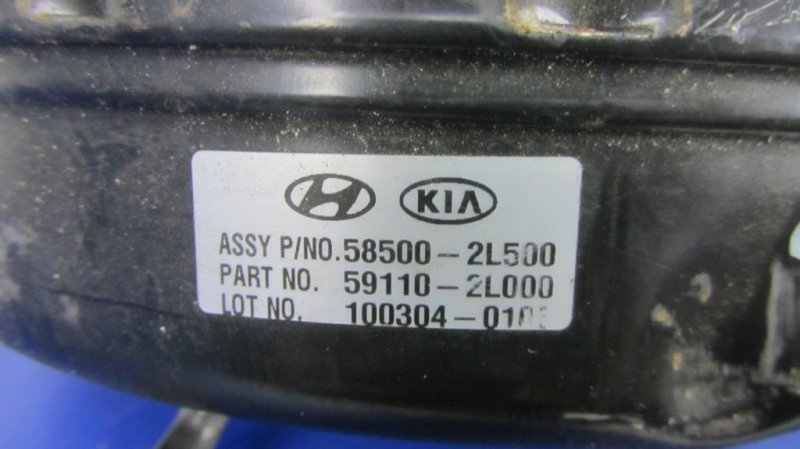 KIA
ASSY P/NO. 58500-2L500
PART NO. 59110-2L000
LOT NO.